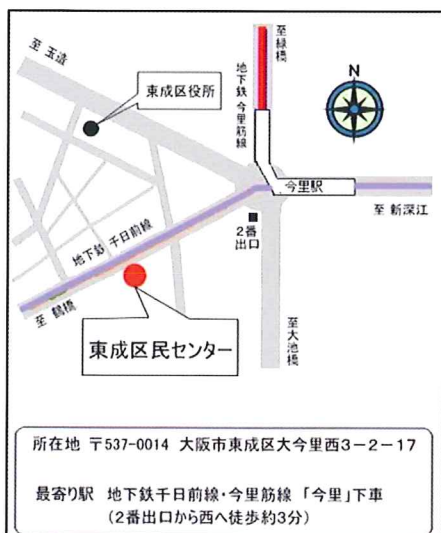 至 玉造
東成区役所
至緑橋
地下鉄 今里筋線
N
今里駅
至 新深江
2番
出口
地下鉄 千日前線
至 鶴橋
東成区民センター
至大池橋
所在地 〒537-0014 大阪市東成区大今里西3-2-17
最寄り駅 地下鉄千日前線・今里筋線 「今里」下車
(2番出口から西へ徒歩約3分)